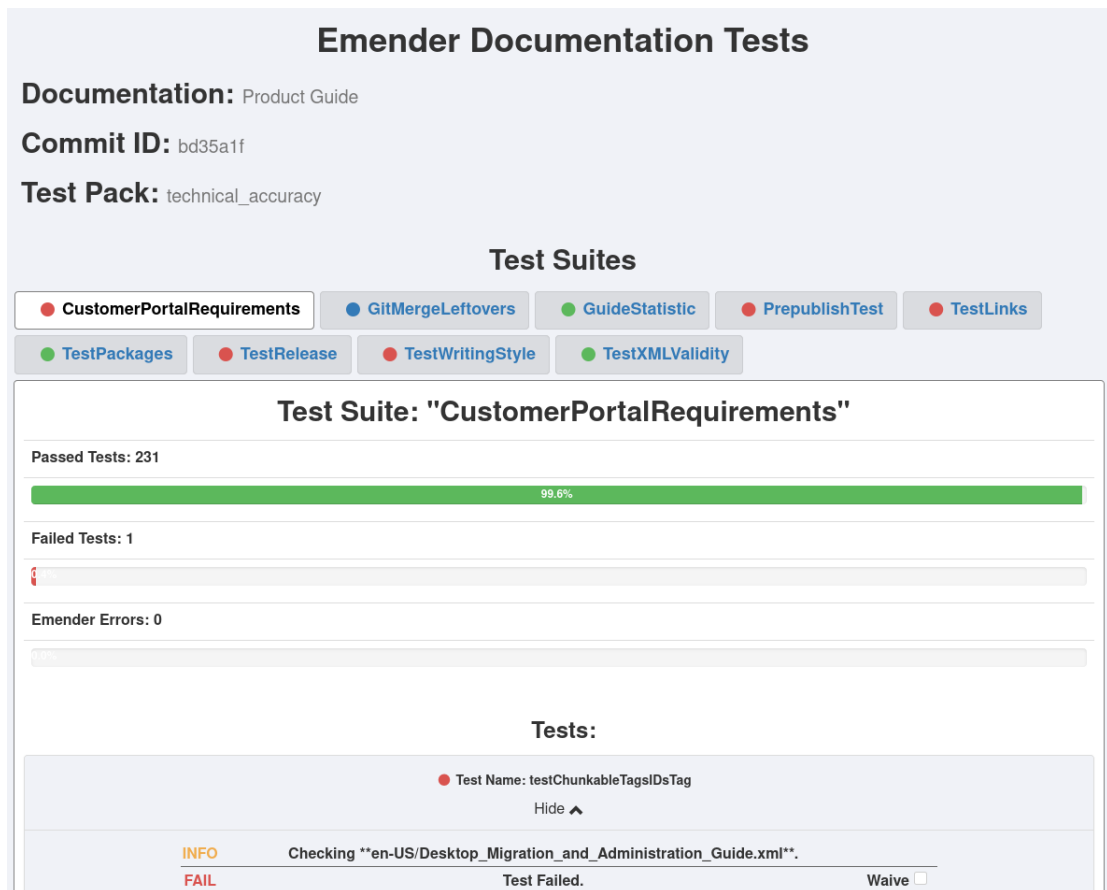 Emender Documentation Tests
Documentation: Product Guide
Commit ID: bd35a1f
Test Pack: technical_accuracy
Test Suites
CustomerPortalRequirements GitMergeLeftovers GuideStatistic PrepublishTest TestLinks
TestPackages TestRelease TestWritingStyle TestXMLValidity
Test Suite: "CustomerPortalRequirements"
Passed Tests: 231
99.6%
Failed Tests: 1
Emender Errors: 0
0.0%
Tests:
Test Name: testChunkableTagsIDsTag
Hide
INFO Checking **en-US/Desktop_Migration_and_Administration_Guide.xml**.
FAIL Test Failed. Waive